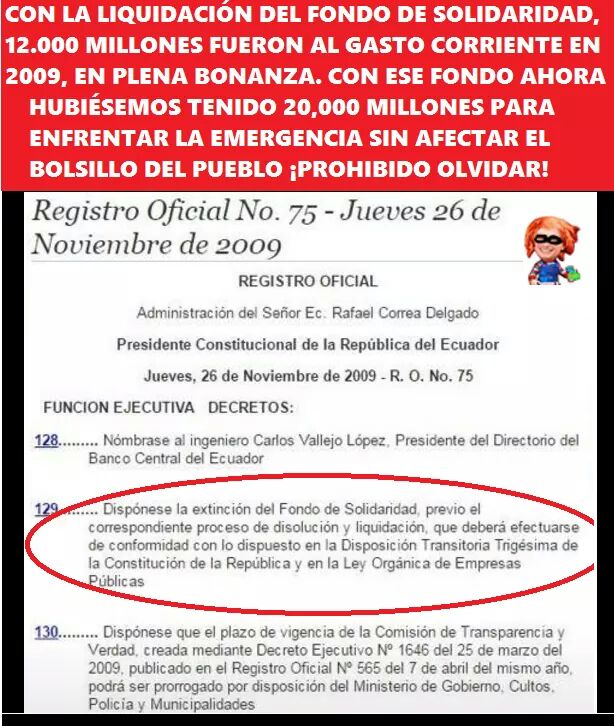 CON LA LIQUIDACIÓN DEL FONDO DE SOLIDARIDAD,
12.000 MILLONES FUERON AL GASTO CORRIENTE EN
2009, EN PLENA BONANZA. CON ESE FONDO AHORA
HUBIÉSEMOS TENIDO 20,000 MILLONES PARA
ENFRENTAR LA EMERGENCIA SIN AFECTAR EL
BOLSILLO DEL PUEBLO ¡PROHIBIDO OLVIDAR!
Registro Oficial No. 75 - Jueves 26 de
Noviembre de 2009
REGISTRO OFICIAL
Administración del Señor Ec. Rafael Correa Delgado
Presidente Constitucional de la República del Ecuador
Jueves, 26 de Noviembre de 2009 - R. O. No. 75
FUNCION EJECUTIVA DECRETOS:
128......... Nómbrase al ingeniero Carlos Vallejo López, Presidente del Directorio del
Banco Central del Ecuador
129......... Dispónese la extinción del Fondo de Solidaridad, previo el
correspondiente proceso de disolución y liquidación, que deberá efectuarse
de conformidad con lo dispuesto en la Disposición Transitoria Trigésima de
la Constitución de la República y en la Ley Orgánica de Empresas
Públicas
130......... Dispónese que el plazo de vigencia de la Comisión de Transparencia y
Verdad, creada mediante Decreto Ejecutivo Nº 1646 del 25 de marzo del
2009, publicado en el Registro Oficial Nº 565 del 7 de abril del mismo año,
podrá ser prorrogado por disposición del Ministerio de Gobierno, Cultos,
Policía y Municipalidades